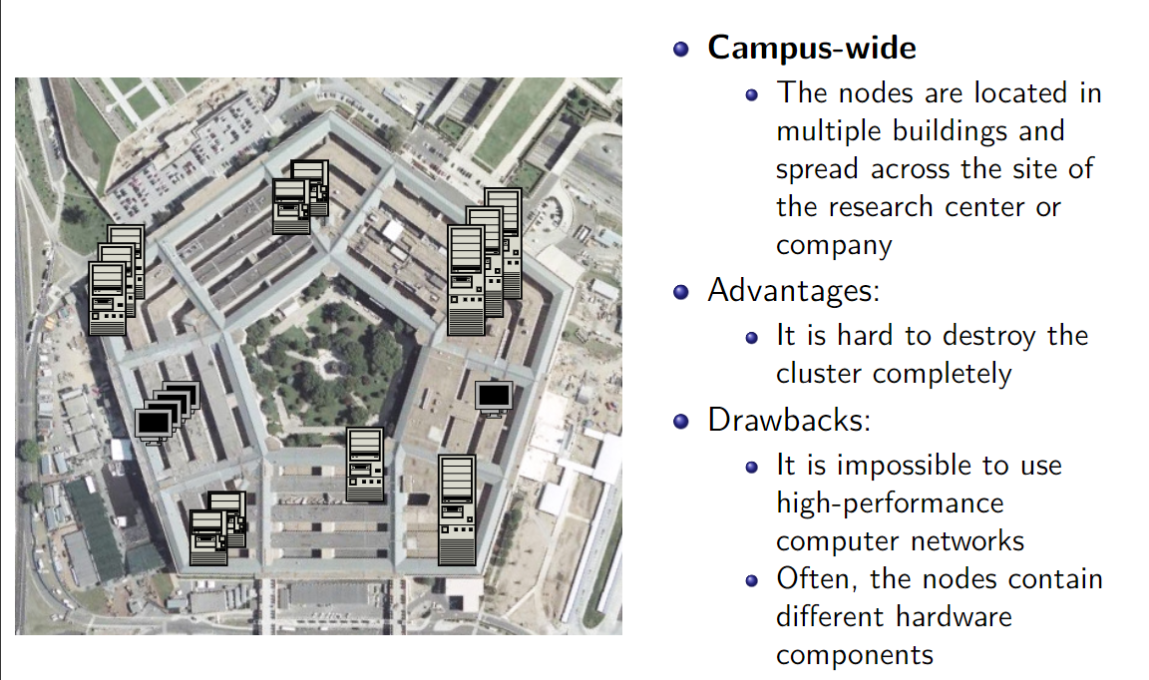 Campus-wide
The nodes are located in
multiple buildings and
spread across the site of
the research center or
company
Advantages:
It is hard to destroy the
cluster completely
Drawbacks:
It is impossible to use
high-performance
computer networks
Often, the nodes contain
different hardware
components